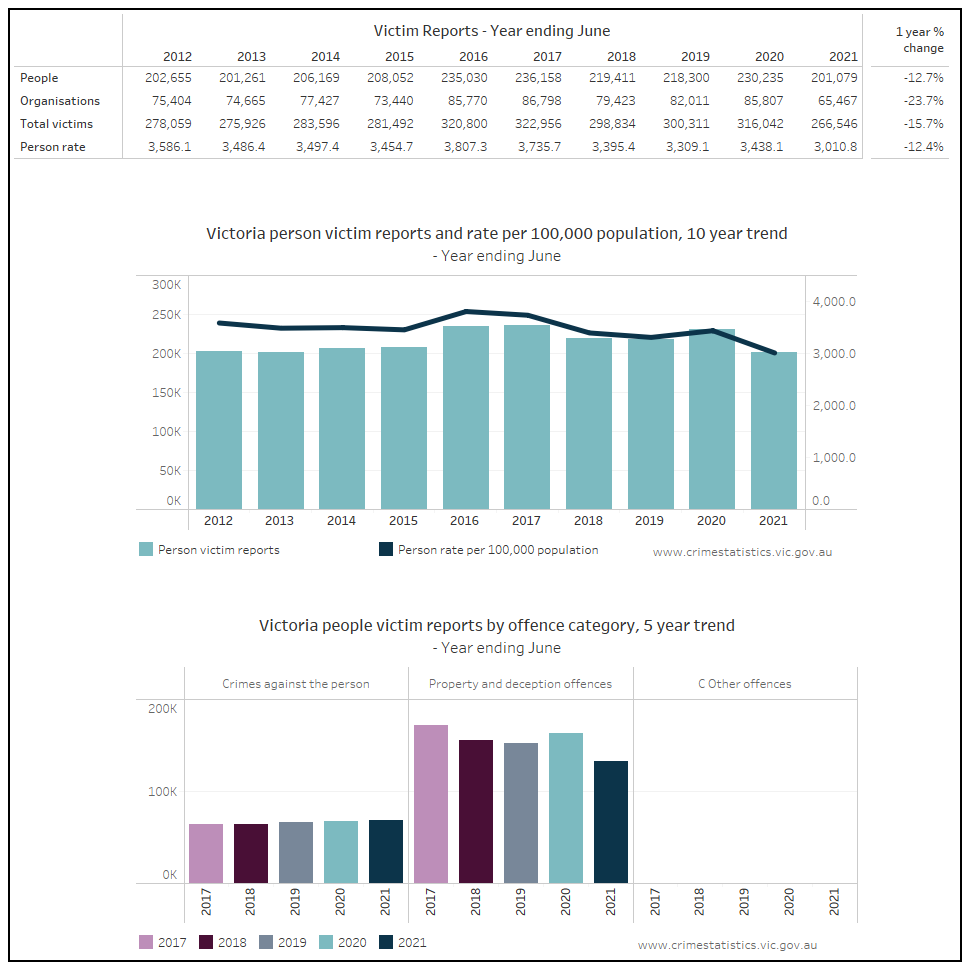 Victim Reports - Year ending June
1 year % change
2012 2013 2014 2015 2016 2017 2018 2019 2020 2021
People 202,655 201,261 206,169 208,052 235,030 236,158 219,411 218,300 230,235 201,079 -12.7%
Organisations 75,404 74,665 77,427 73,440 85,770 86,798 79,423 82,011 85,807 65,467 -23.7%
Total victims 278,059 275,926 283,596 281,492 320,800 322,956 298,834 300,311 316,042 266,546 -15.7%
Person rate 3,586.1 3,486.4 3,497.4 3,454.7 3,807.3 3,735.7 3,395.4 3,309.1 3,438.1 3,010.8 -12.4%
Victoria person victim reports and rate per 100,000 population, 10 year trend
- Year ending June
300K
250K
200K
150K
100K
50K
0K
4,000.0
3,000.0
2,000.0
1,000.0
0.0
2012 2013 2014 2015 2016 2017 2018 2019 2020 2021
Person victim reports Person rate per 100,000 population www.crimestatistics.vic.gov.au
Victoria people victim reports by offence category, 5 year trend
- Year ending June
Crimes against the person Property and deception offences C Other offences
200K
100K
0K
2017 2018 2019 2020 2021 2017 2018 2019 2020 2021 2017 2018 2019 2020 2021
2017 2018 2019 2020 2021 www.crimestatistics.vic.gov.au